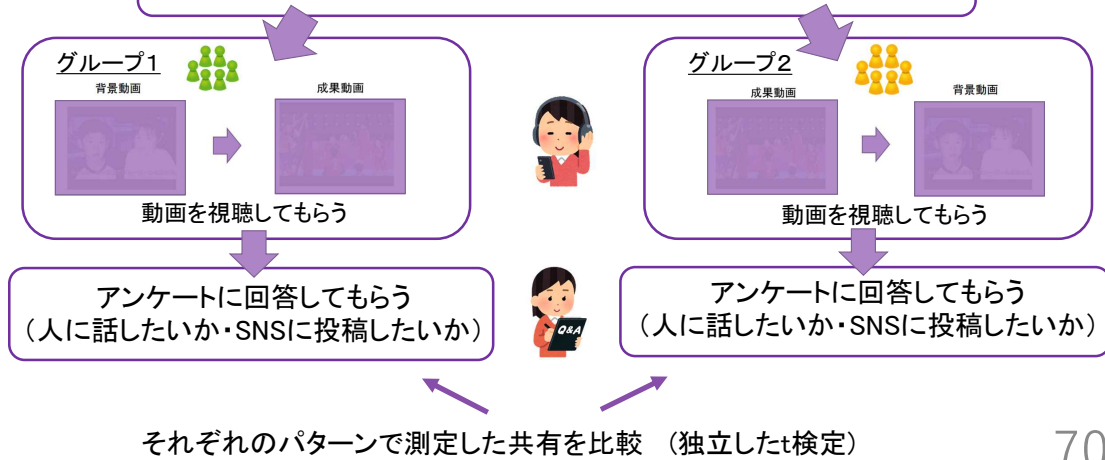 グループ1
背景動画
成果動画
動画を視聴してもらう
アンケートに回答してもらう
(人に話したいか・SNSに投稿したいか)
グループ2
成果動画
背景動画
動画を視聴してもらう
アンケートに回答してもらう
(人に話したいか・SNSに投稿したいか)
Q&A
それぞれのパターンで測定した共有を比較 (独立したt検定)
70